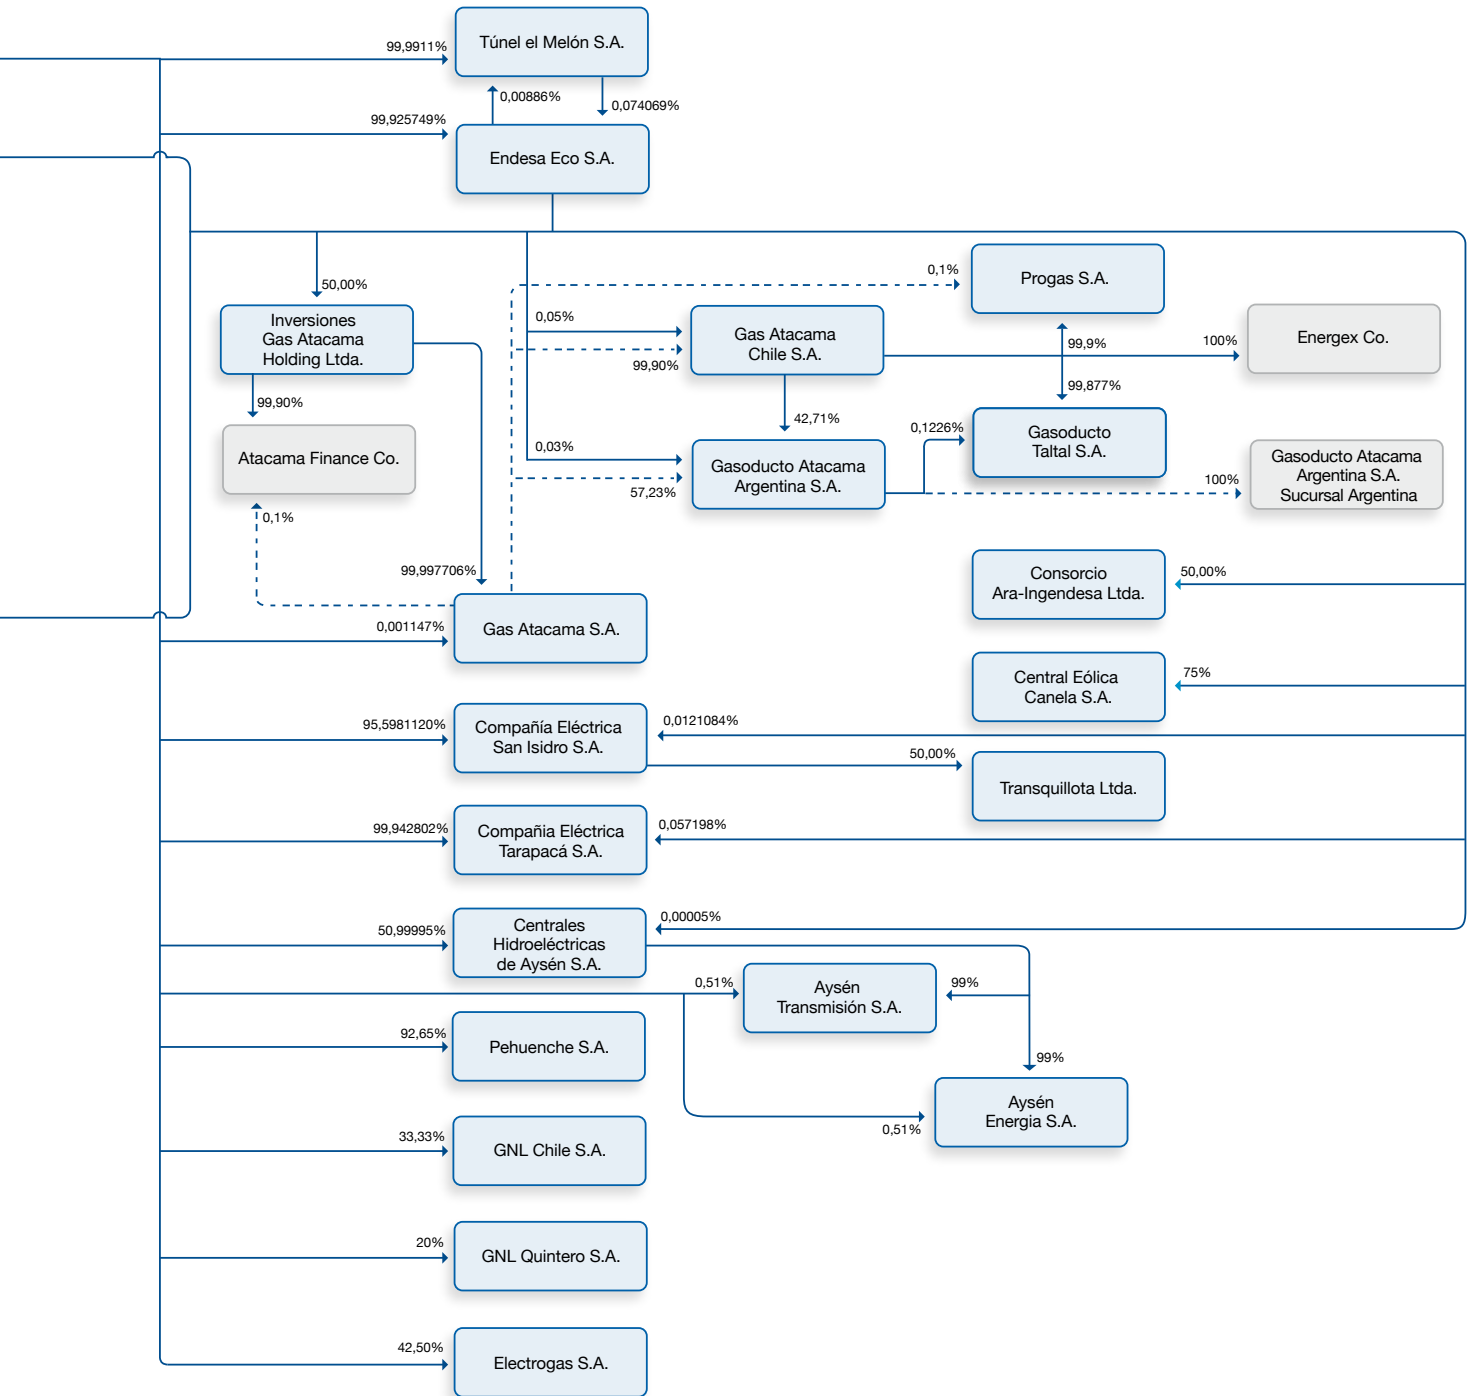 99,9911%
Túnel el Melón S.A.
0,00886%
0,074069%
99,925749%
Endesa Eco S.A.
50,00%
Inversiones
Gas Atacama
Holding Ltda.
99,90%
Atacama Finance Co.
0,1%
99,997706%
0,1%
Progas S.A.
0,05%
99,90%
Gas Atacama
Chile S.A.
99,9%
99,877%
100%
Energex Co.
42,71%
0,03%
57,23%
Gasoducto Atacama
Argentina S.A.
0,1226%
Gasoducto
Taltal S.A.
100%
Gasoducto Atacama
Argentina S.A.
Sucursal Argentina
Consorcio
Ara-Ingendesa Ltda.
50,00%
0,001147%
Gas Atacama S.A.
Central Eólica
Canela S.A.
75%
95,5981120%
Compañía Eléctrica
San Isidro S.A.
0,0121084%
50,00%
Transquillota Ltda.
99,942802%
Compañia Eléctrica
Tarapacá S.A.
0,057198%
50,99995%
Centrales
Hidroeléctricas
de Aysén S.A.
0,00005%
0,51%
Aysén
Transmisión S.A.
99%
92,65%
Pehuenche S.A.
99%
Aysén
Energia S.A.
0,51%
33,33%
GNL Chile S.A.
20%
GNL Quintero S.A.
42,50%
Electrogas S.A.